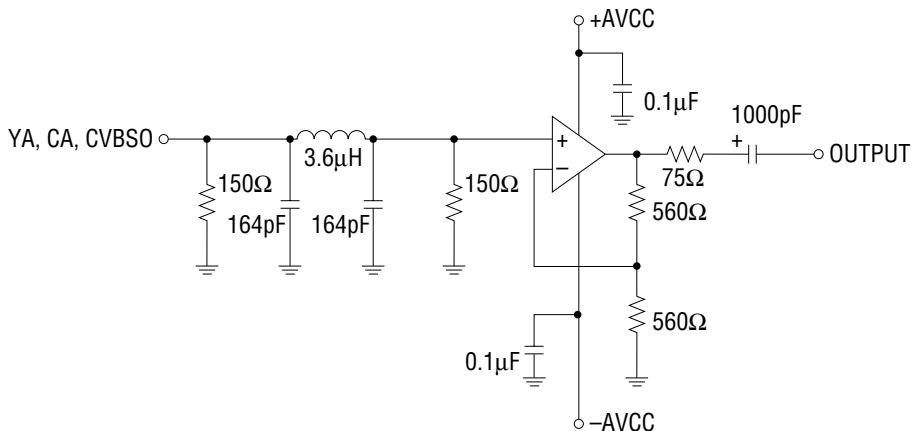 +AVCC
0.1µF
1000pF
+
YA, CA, CVBSO
3.6µH
+
−
OUTPUT
75Ω
150Ω
164pF
164pF
150Ω
560Ω
560Ω
0.1µF
−AVCC